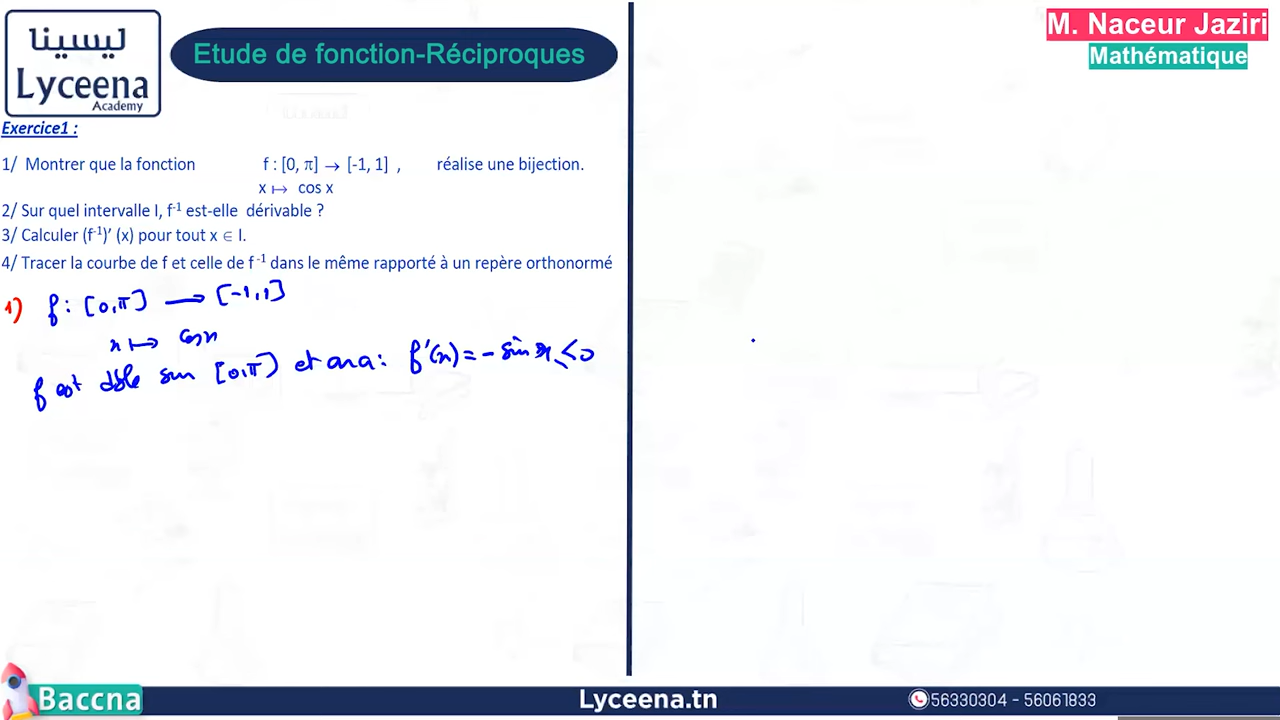 ليسينا
Lyceena
Academy
Etude de fonction-Réciproques
M. Naceur Jaziri
Mathématique
Exercice1 :
1/ Montrer que la fonction f : [0, π] → [-1, 1] , réalise une bijection.
x ↦ cos x
2/ Sur quel intervalle I, f⁻¹ est-elle dérivable ?
3/ Calculer (f⁻¹)’ (x) pour tout x ∈ I.
4/ Tracer la courbe de f et celle de f ⁻¹ dans le même rapporté à un repère orthonormé
1) f : [0,π] → [-1,1]
x ↦ cos x
f est dble sur [0,π] et on a : f'(x) = - sin x ≤ 0
Baccna
Lyceena.tn
56330304 - 56061833